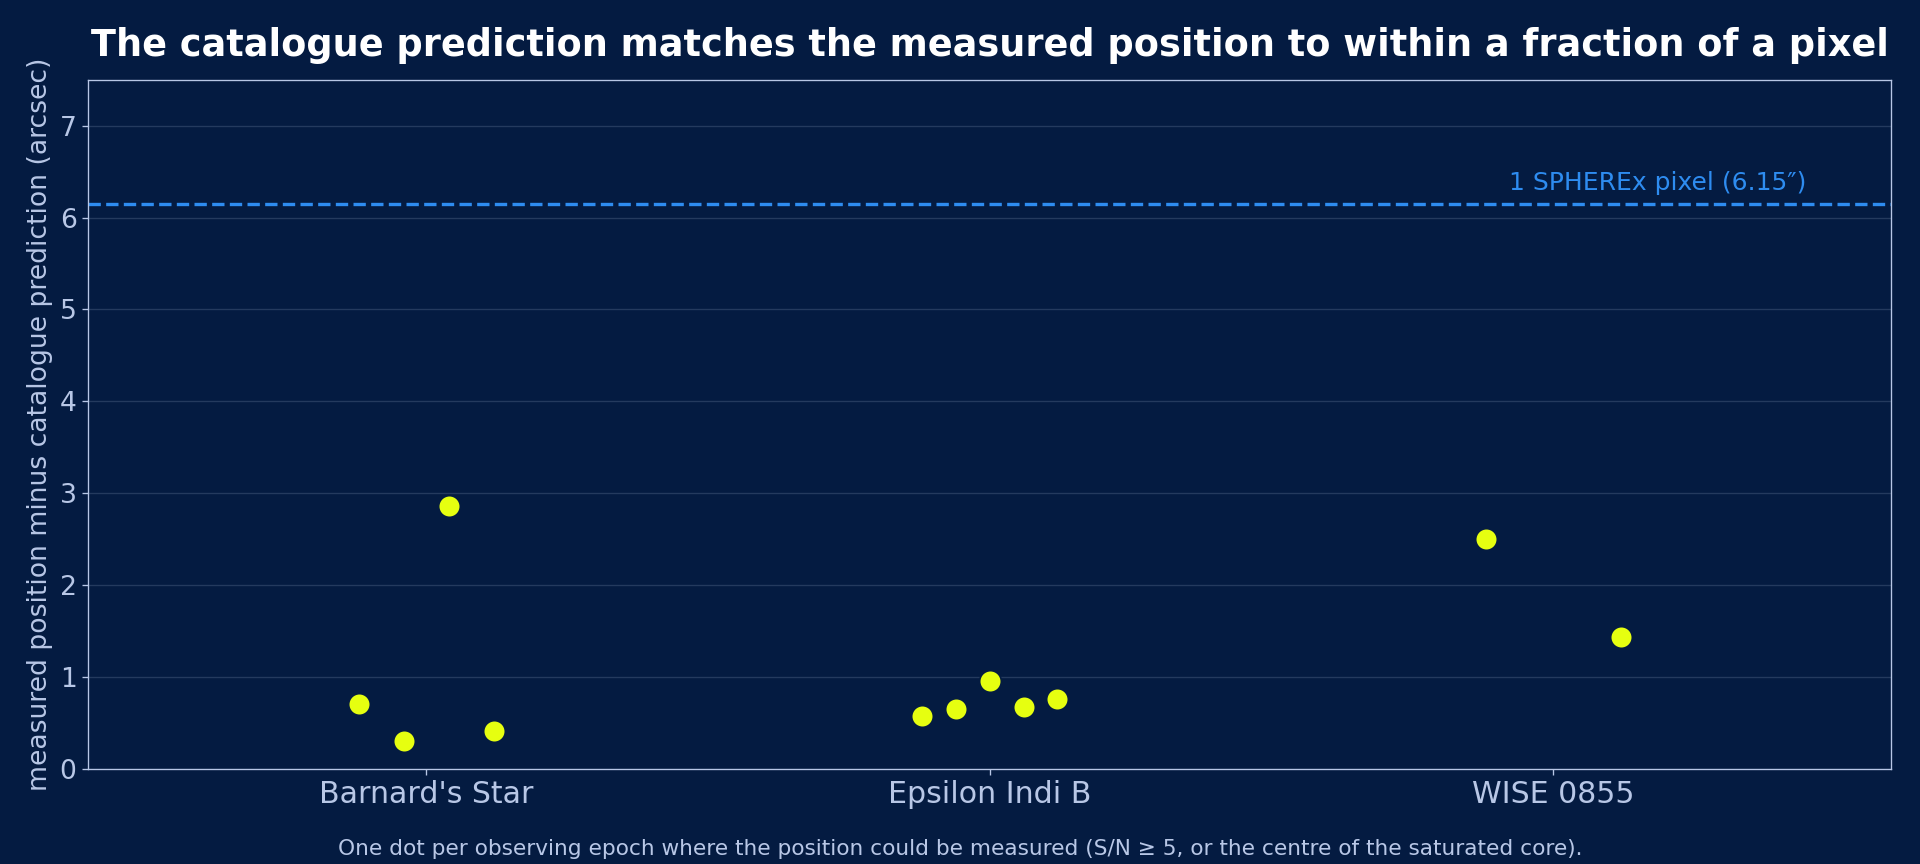 The catalogue prediction matches the measured position to within a fraction of a pixel
measured position minus catalogue prediction (arcsec)
7
6
5
4
3
2
1
0
1 SPHEREx pixel (6.15″)
Barnard's Star
Epsilon Indi B
WISE 0855
One dot per observing epoch where the position could be measured (S/N ≥ 5, or the centre of the saturated core).